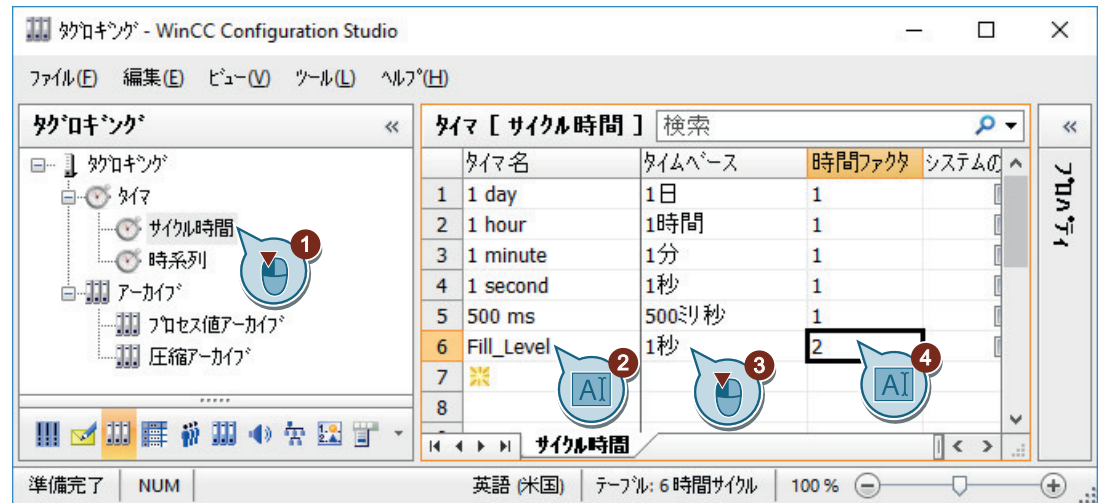 ﾀｸﾞﾛｷﾞﾝｸﾞ - WinCC Configuration Studio
ﾌｧｲﾙ(F) 編集(E) ﾋﾞｭｰ(V) ﾂｰﾙ(L) ﾍﾙﾌﾟ(H)
ﾀｸﾞﾛｷﾞﾝｸﾞ «
ﾀｸﾞﾛｷﾞﾝｸﾞ
ﾀｲﾏ
ｻｲｸﾙ時間
時系列
ｱｰｶｲﾌﾞ
ﾌﾟﾛｾｽ値ｱｰｶｲﾌﾞ
圧縮ｱｰｶｲﾌﾞ
1
ﾀｲﾏ [ ｻｲｸﾙ時間 ] 検索
ﾀｲﾏ名 ﾀｲﾑﾍﾞｰｽ 時間ﾌｧｸﾀ ｼｽﾃﾑの
1 1 day 1日 1
2 1 hour 1時間 1
3 1 minute 1分 1
4 1 second 1秒 1
5 500 ms 500ﾐﾘ秒 1
6 Fill_Level 1秒 2
7
8
2 AI
3
4 AI
ｻｲｸﾙ時間
«
ﾌﾟﾛﾊﾟﾃｨ
準備完了 NUM 英語 (米国) ﾃｰﾌﾞﾙ: 6 時間ｻｲｸﾙ 100 %